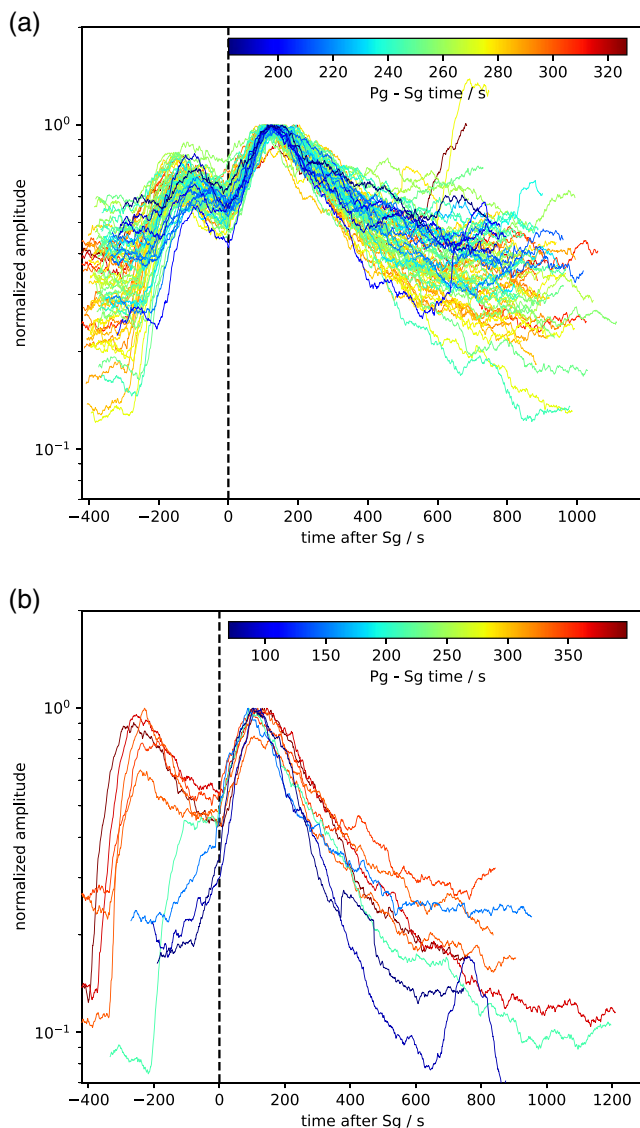 (a)
200 220 240 260 280 300 320
Pg - Sg time / s
10⁰
10⁻¹
normalized amplitude
−400 −200 0 200 400 600 800 1000
time after Sg / s
(b)
100 150 200 250 300 350
Pg - Sg time / s
10⁰
10⁻¹
normalized amplitude
−400 −200 0 200 400 600 800 1000 1200
time after Sg / s